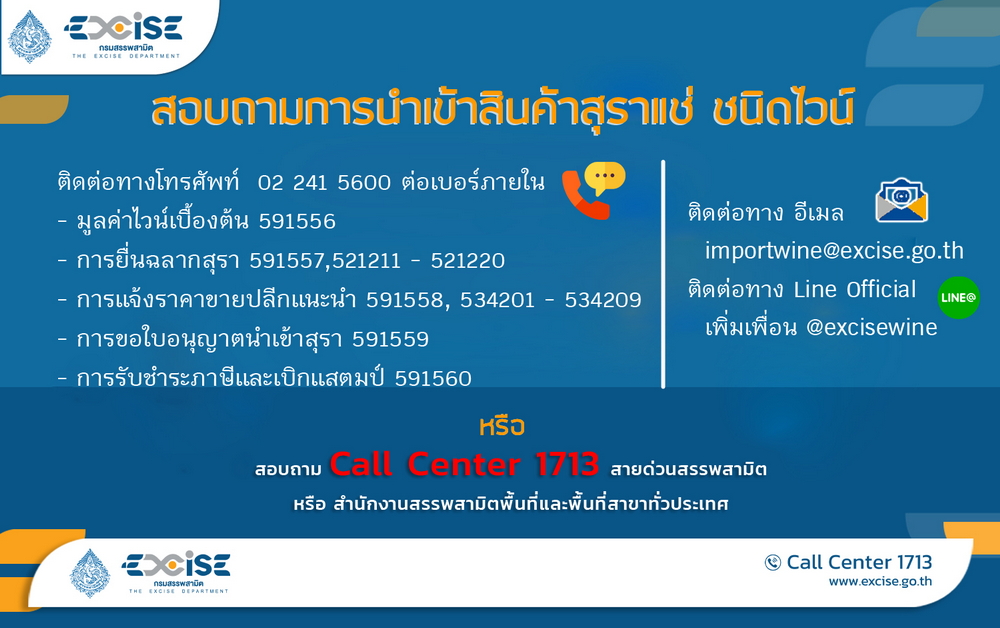 EXCISE
กรมสรรพสามิต
THE EXCISE DEPARTMENT
สอบถามการนำเข้าสินค้าสุราแช่ ชนิดไวน์
ติดต่อทางโทรศัพท์ 02 241 5600 ต่อเบอร์ภายใน
- มูลค่าไวน์เบื้องต้น 591556
- การยื่นฉลากสุรา 591557,521211 - 521220
- การแจ้งราคาขายปลีกแนะนำ 591558, 534201 - 534209
- การขอใบอนุญาตนำเข้าสุรา 591559
- การรับชำระภาษีและเบิกแสตมป์ 591560
ติดต่อทาง อีเมล
importwine@excise.go.th
ติดต่อทาง Line Official
LINE@
เพิ่มเพื่อน @excisewine
หรือ
สอบถาม Call Center 1713 สายด่วนสรรพสามิต
หรือ สำนักงานสรรพสามิตพื้นที่และพื้นที่สาขาทั่วประเทศ
EXCISE
กรมสรรพสามิต
THE EXCISE DEPARTMENT
Call Center 1713
www.excise.go.th